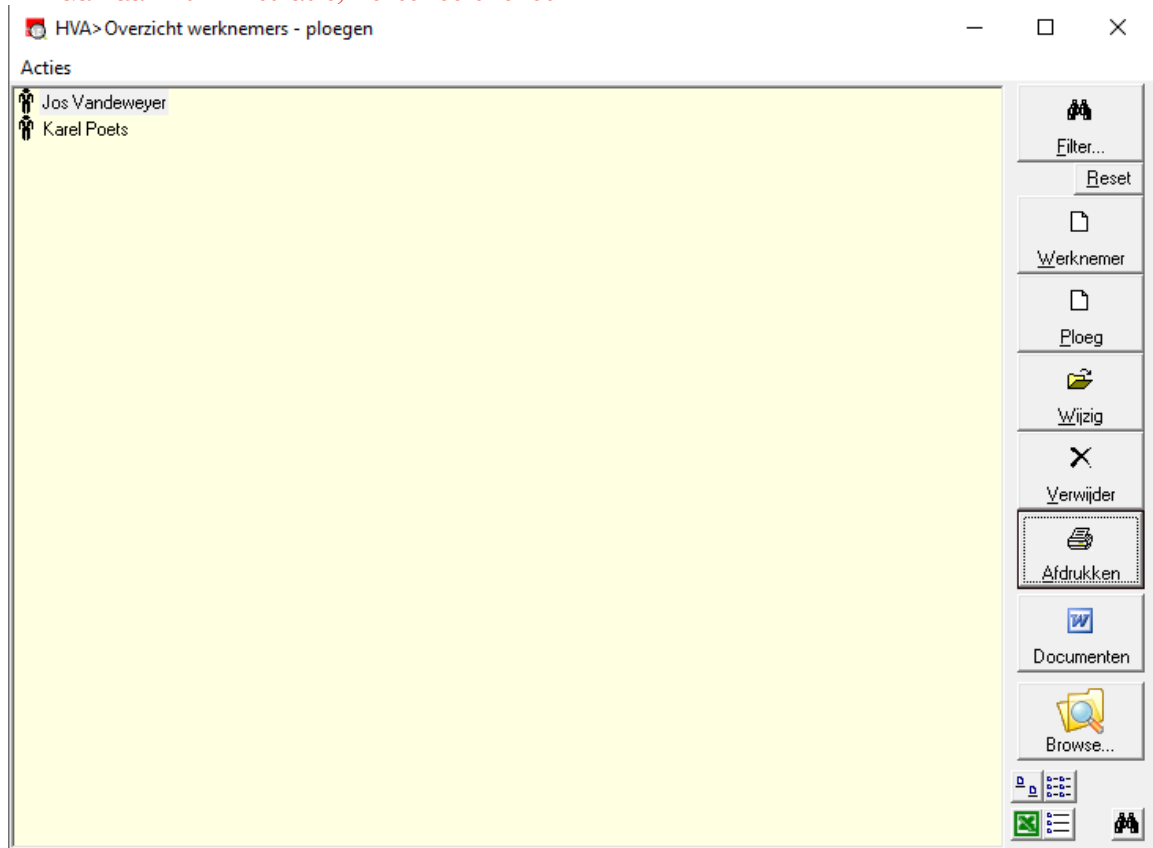 HVA>Overzicht werknemers - ploegen
Acties
Jos Vandeweyer
Karel Poets
Filter...
Reset
Werknemer
Ploeg
Wijzig
Verwijder
Afdrukken
Documenten
Browse...